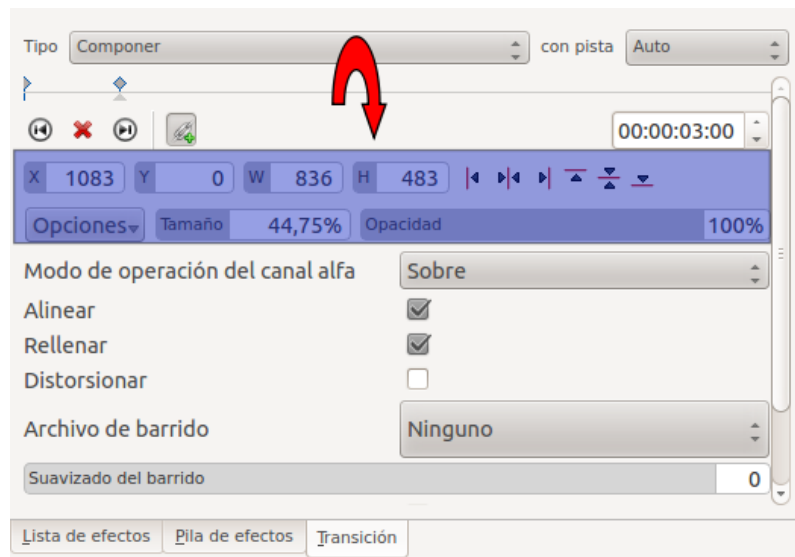 Tipo Componer con pista Auto
00:00:03:00
X 1083 Y 0 W 836 H 483
Opciones Tamaño 44,75% Opacidad 100%
Modo de operación del canal alfa Sobre
Alinear
Rellenar
Distorsionar
Archivo de barrido Ninguno
Suavizado del barrido 0
Lista de efectos Pila de efectos Transición